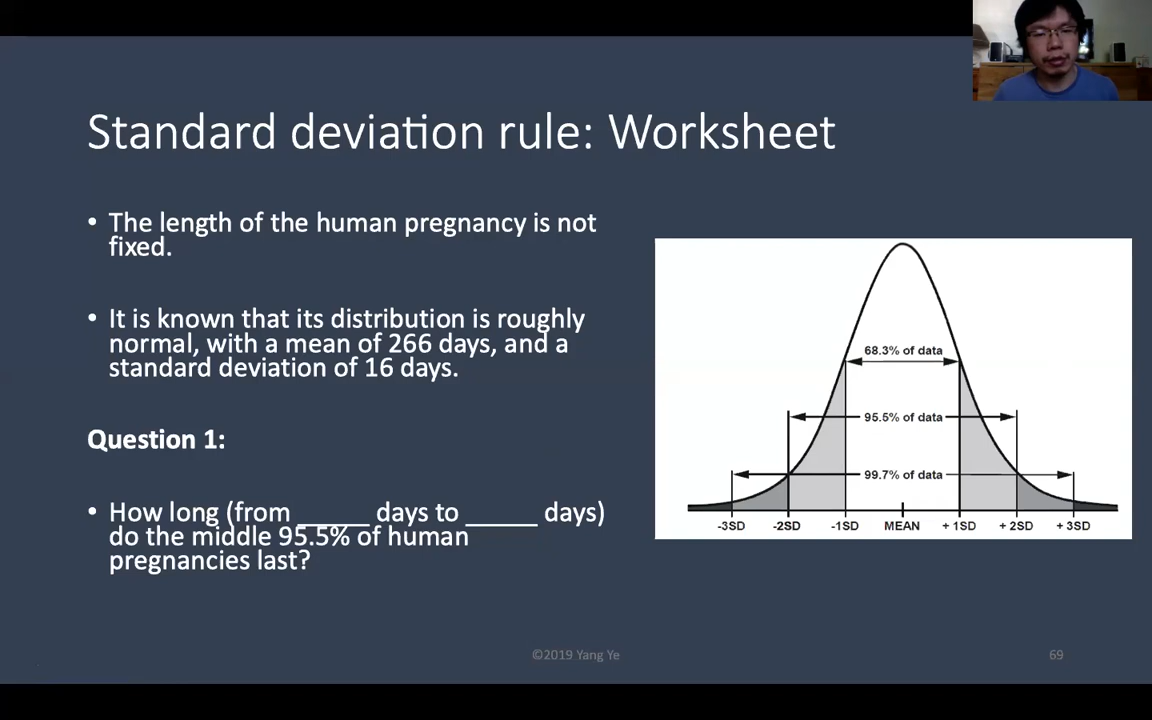 Standard deviation rule: Worksheet
• The length of the human pregnancy is not
fixed.
• It is known that its distribution is roughly
normal, with a mean of 266 days, and a
standard deviation of 16 days.
Question 1:
• How long (from _____ days to _____ days)
do the middle 95.5% of human
pregnancies last?
68.3% of data
95.5% of data
99.7% of data
-3SD -2SD -1SD MEAN + 1SD + 2SD + 3SD
©2019 Yang Ye
69